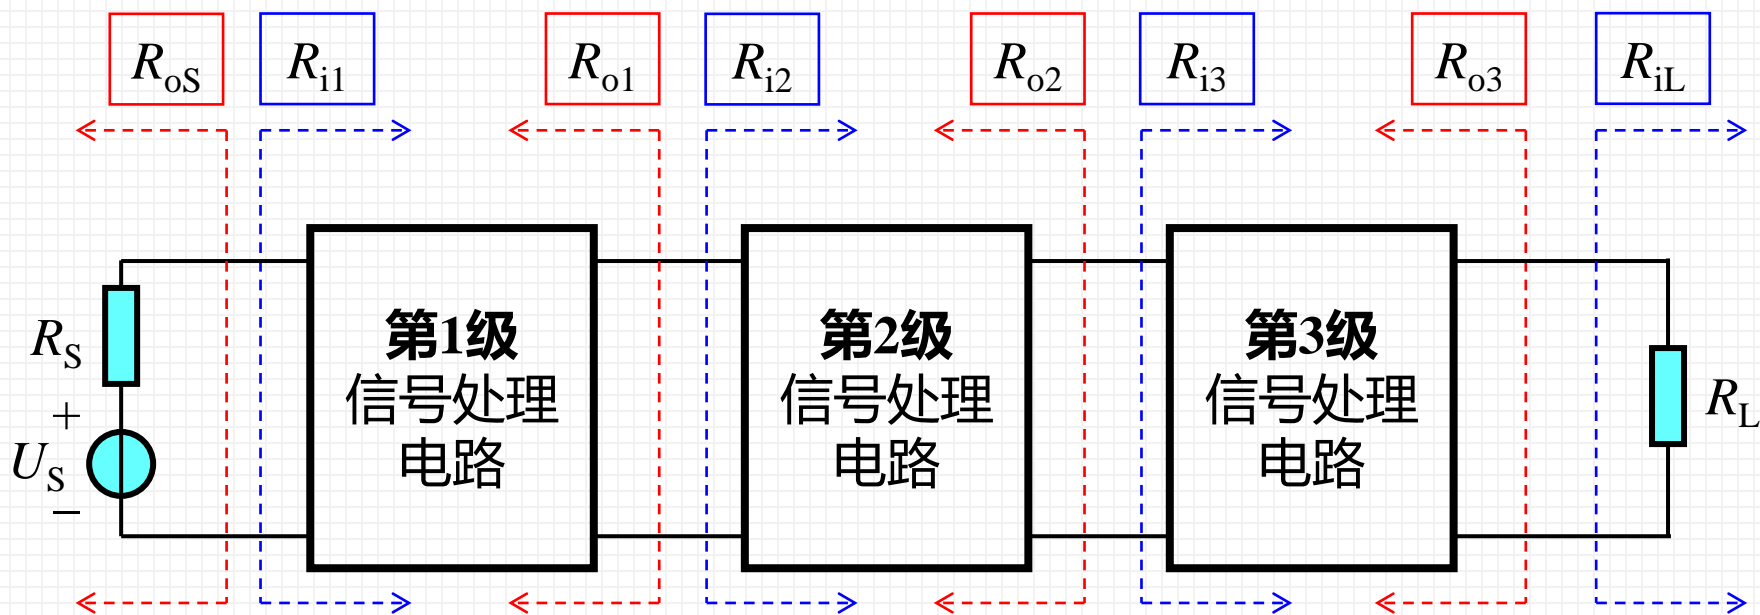 RoS Ri1 Ro1 Ri2 Ro2 Ri3 Ro3 RiL
第1级
信号处理
电路
第2级
信号处理
电路
第3级
信号处理
电路
RS
+
US
−
RL